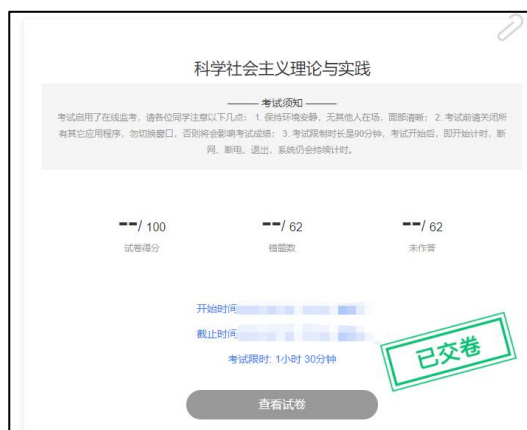 科学社会主义理论与实践
考试须知
考试启用了在线监考，请各位同学注意以下几点： 1. 保持环境安静，无其他人在场，面部清晰； 2. 考试前请关闭所
有其它应用程序，勿切换窗口，否则将会影响考试成绩； 3. 考试限制时长是90分钟，考试开始后，即开始计时，断
网、断电、退出，系统仍会持续计时。
--/ 100 --/ 62 --/ 62
试卷得分 错题数 未作答
开始时间
截止时间
考试限时: 1小时 30分钟
已交卷
查看试卷